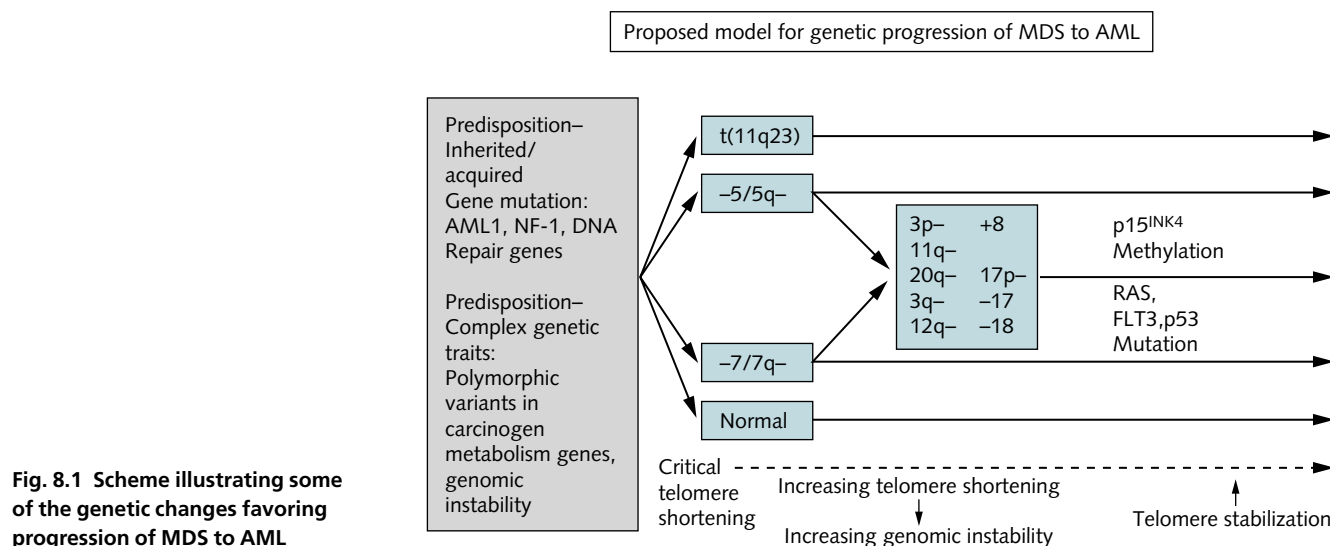 Proposed model for genetic progression of MDS to AML
Predisposition–
Inherited/
acquired
Gene mutation:
AML1, NF-1, DNA
Repair genes
Predisposition–
Complex genetic
traits:
Polymorphic
variants in
carcinogen
metabolism genes,
genomic
instability
t(11q23)
–5/5q–
–7/7q–
Normal
3p– +8
11q–
20q– 17p–
3q– –17
12q– –18
p15INK4
Methylation
RAS,
FLT3,p53
Mutation
Critical
telomere
shortening
Increasing telomere shortening
Increasing genomic instability
Telomere stabilization
Fig. 8.1 Scheme illustrating some
of the genetic changes favoring
progression of MDS to AML